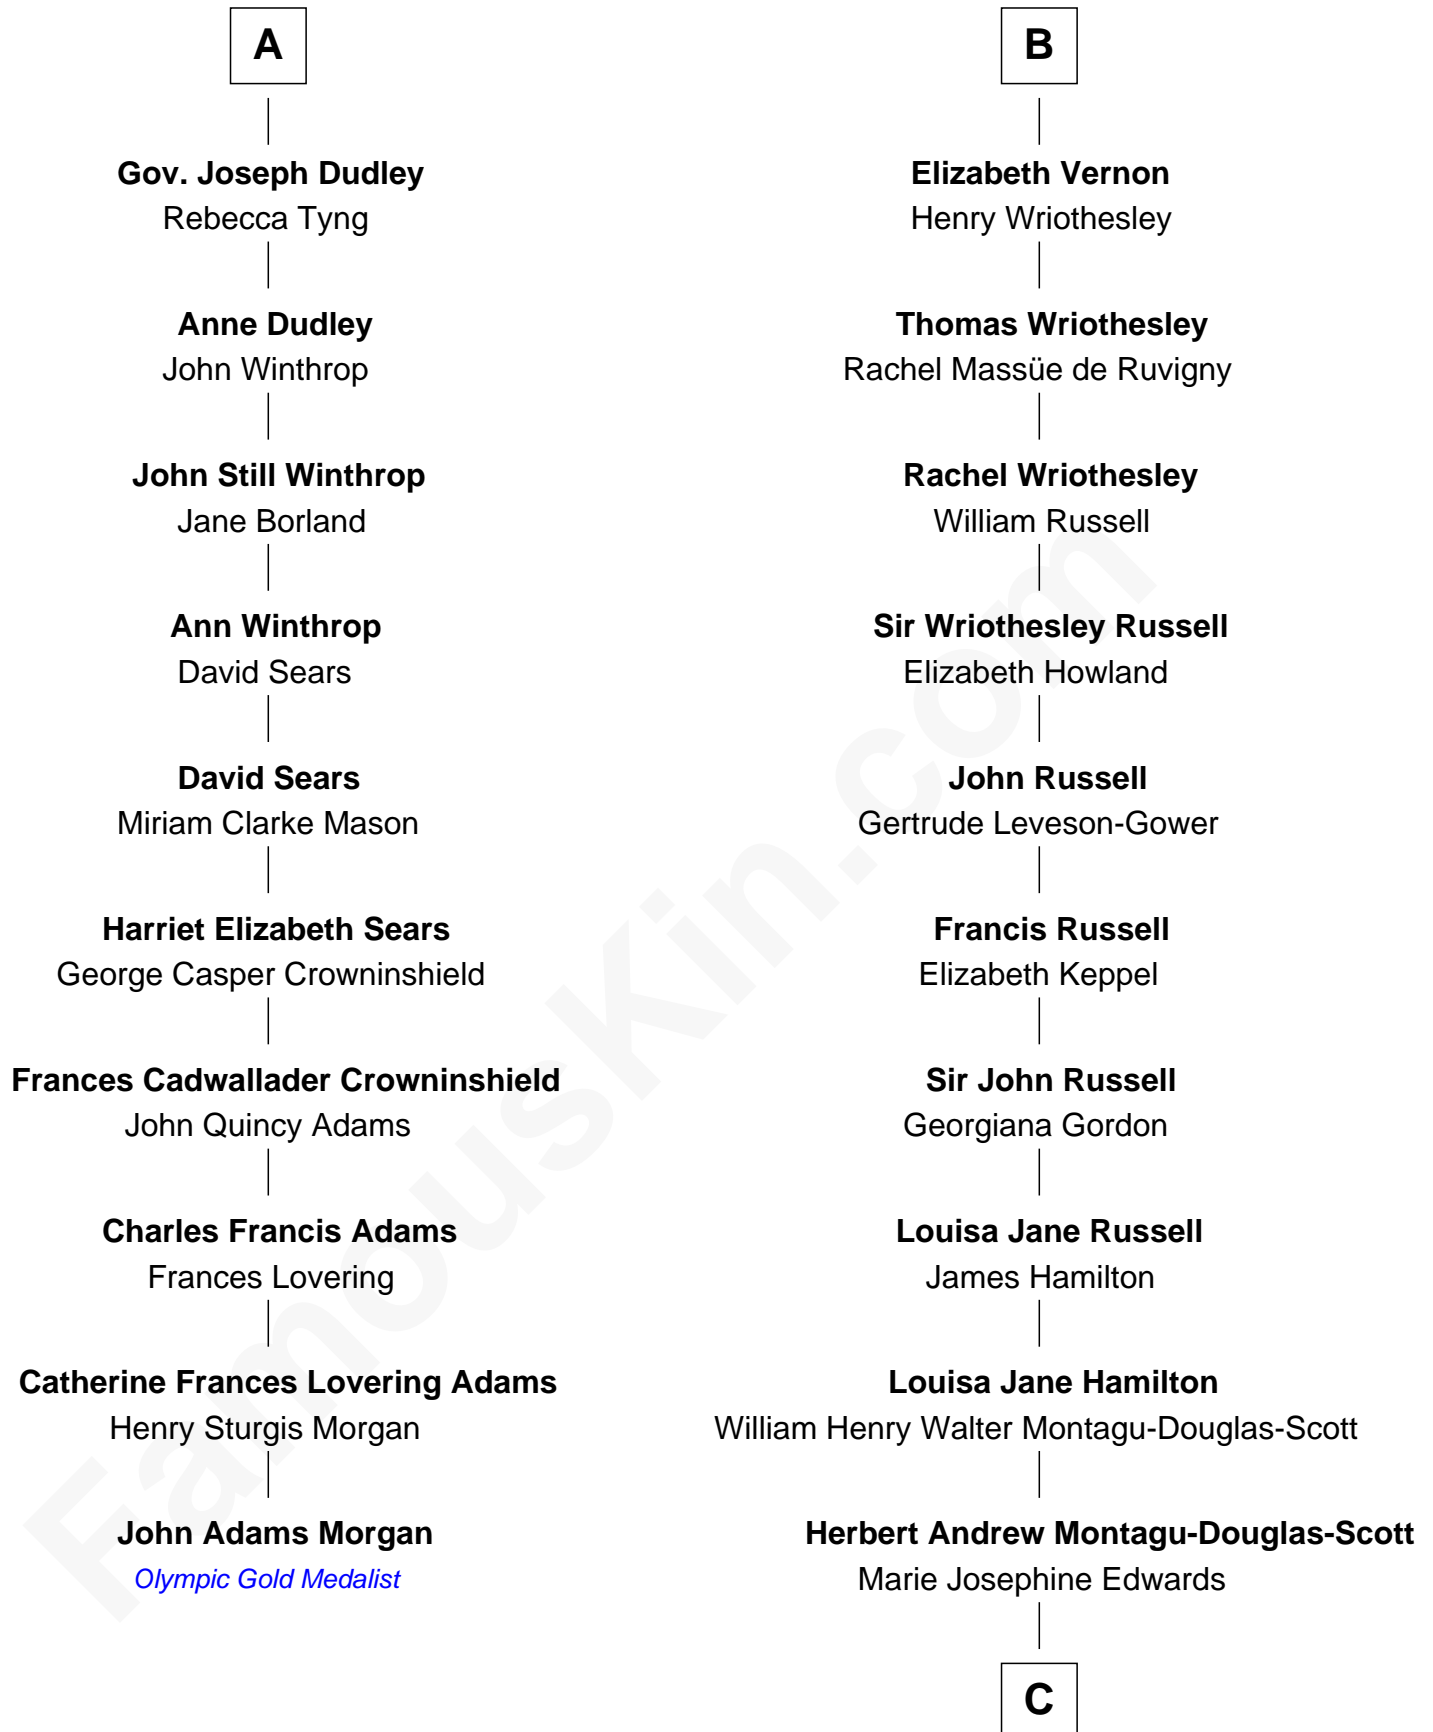 A
Gov. Joseph Dudley
Rebecca Tyng
Anne Dudley
John Winthrop
John Still Winthrop
Jane Borland
Ann Winthrop
David Sears
David Sears
Miriam Clarke Mason
Harriet Elizabeth Sears
George Casper Crowninshield
Frances Cadwallader Crowninshield
John Quincy Adams
Charles Francis Adams
Frances Lovering
Catherine Frances Lovering Adams
Henry Sturgis Morgan
John Adams Morgan
Olympic Gold Medalist
B
Elizabeth Vernon
Henry Wriothesley
Thomas Wriothesley
Rachel Massüe de Ruvigny
Rachel Wriothesley
William Russell
Sir Wriothesley Russell
Elizabeth Howland
John Russell
Gertrude Leveson-Gower
Francis Russell
Elizabeth Keppel
Sir John Russell
Georgiana Gordon
Louisa Jane Russell
James Hamilton
Louisa Jane Hamilton
William Henry Walter Montagu-Douglas-Scott
Herbert Andrew Montagu-Douglas-Scott
Marie Josephine Edwards
C
FamousKin.com